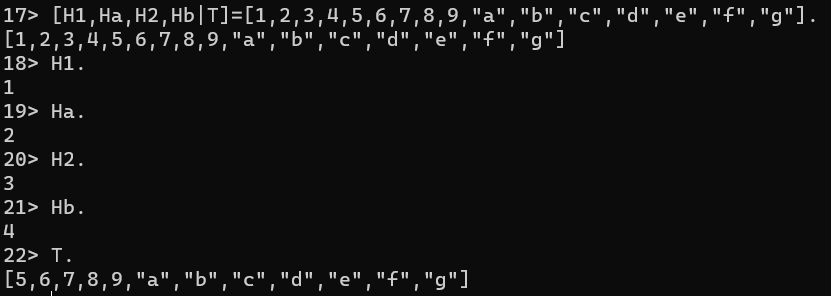 17> [H1,Ha,H2,Hb|T]=[1,2,3,4,5,6,7,8,9,"a","b","c","d","e","f","g"].
[1,2,3,4,5,6,7,8,9,"a","b","c","d","e","f","g"]
18> H1.
1
19> Ha.
2
20> H2.
3
21> Hb.
4
22> T.
[5,6,7,8,9,"a","b","c","d","e","f","g"]